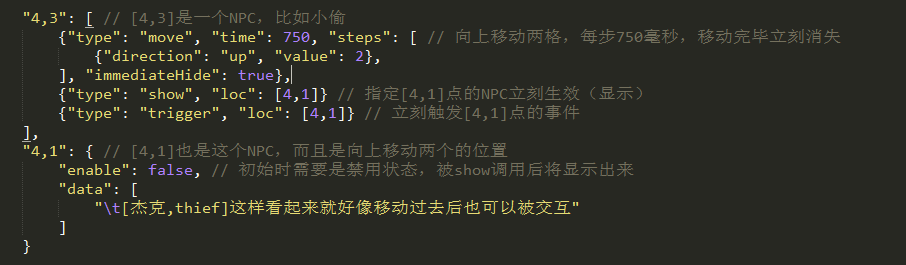 "4,3": [ // [4,3]是一个NPC，比如小偷
{"type": "move", "time": 750, "steps": [ // 向上移动两格，每步750毫秒，移动完毕立刻消失
{"direction": "up", "value": 2},
], "immediateHide": true},
{"type": "show", "loc": [4,1]} // 指定[4,1]点的NPC立刻生效（显示）
{"type": "trigger", "loc": [4,1]} // 立刻触发[4,1]点的事件
],
"4,1": { // [4,1]也是这个NPC，而且是向上移动两个的位置
"enable": false, // 初始时需要是禁用状态，被show调用后将显示出来
"data": [
"\t[杰克,thief]这样看起来就好像移动过去后也可以被交互"
]
}